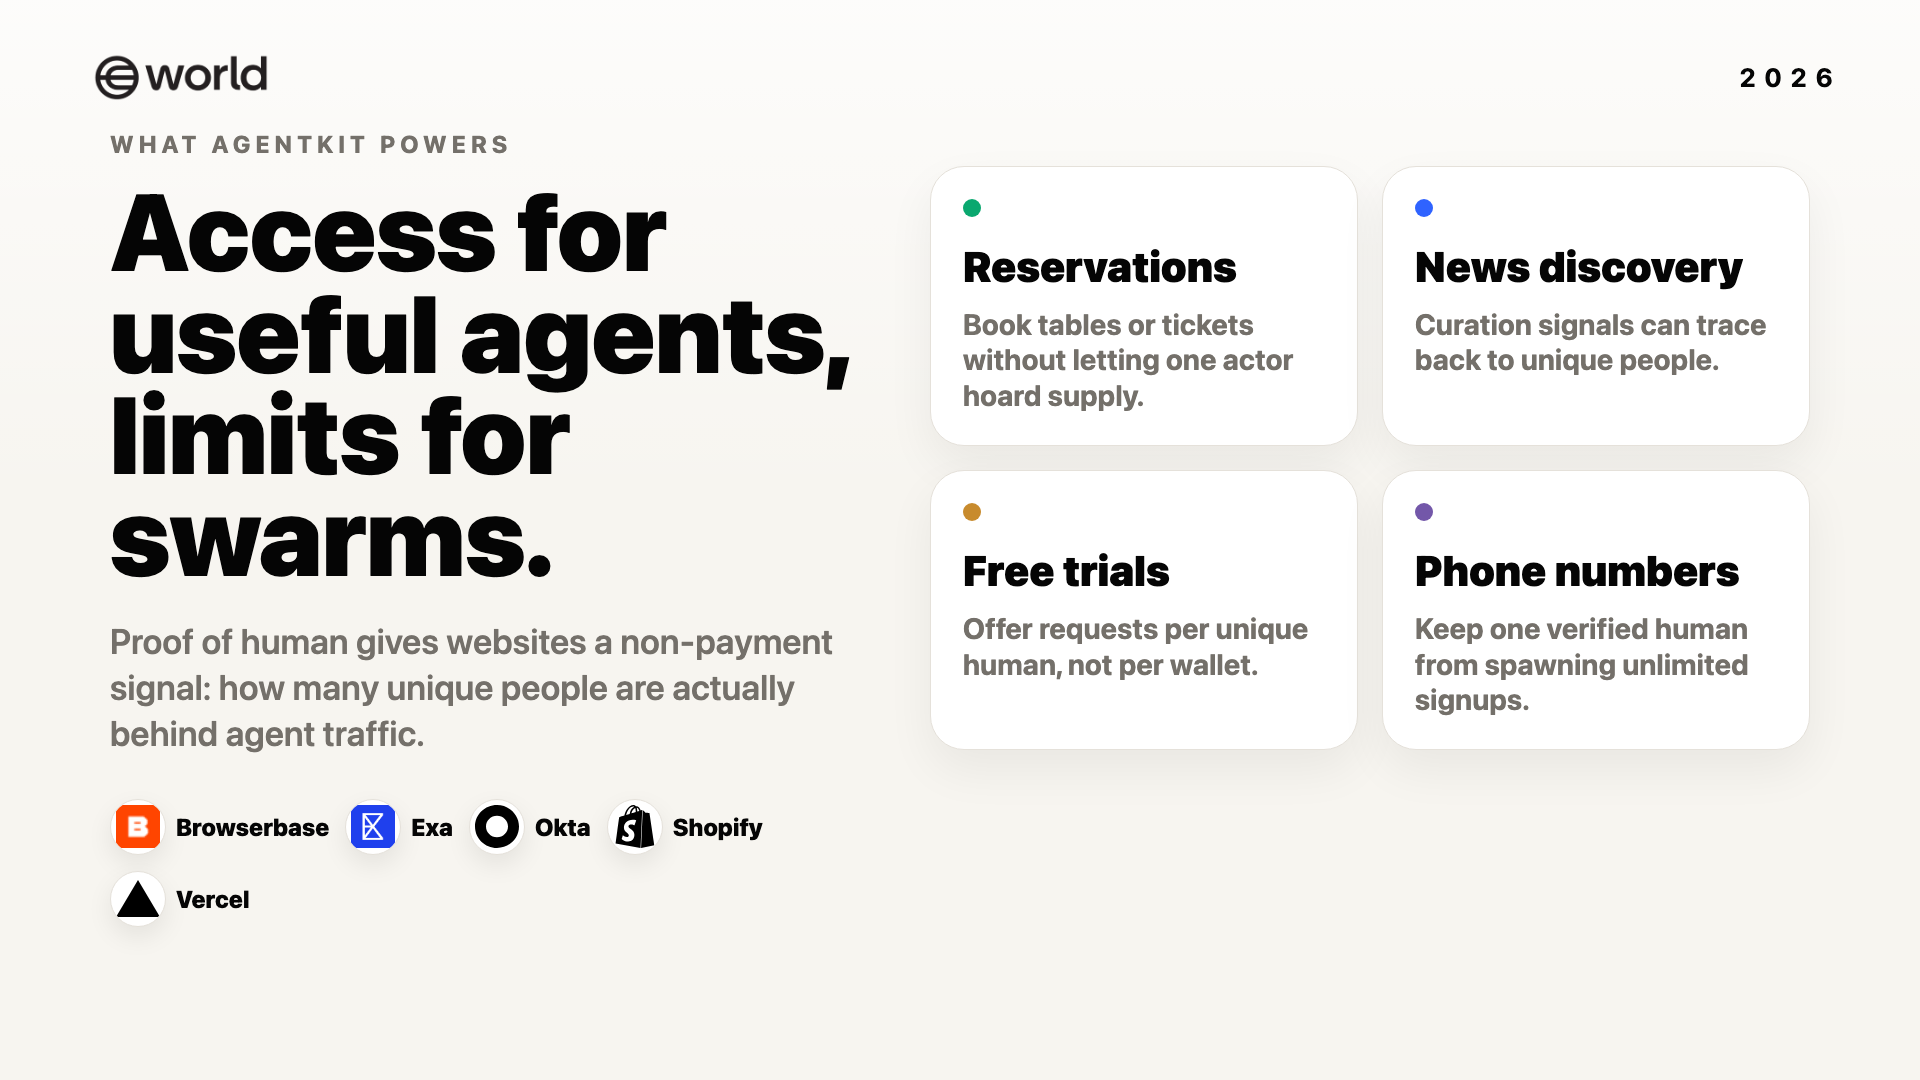 world
2026
WHAT AGENTKIT POWERS
Access for
useful agents,
limits for
swarms.
Proof of human gives websites a non-payment
signal: how many unique people are actually
behind agent traffic.
B Browserbase Exa Okta S Shopify
Vercel
Reservations
Book tables or tickets
without letting one actor
hoard supply.
News discovery
Curation signals can trace
back to unique people.
Free trials
Offer requests per unique
human, not per wallet.
Phone numbers
Keep one verified human
from spawning unlimited
signups.